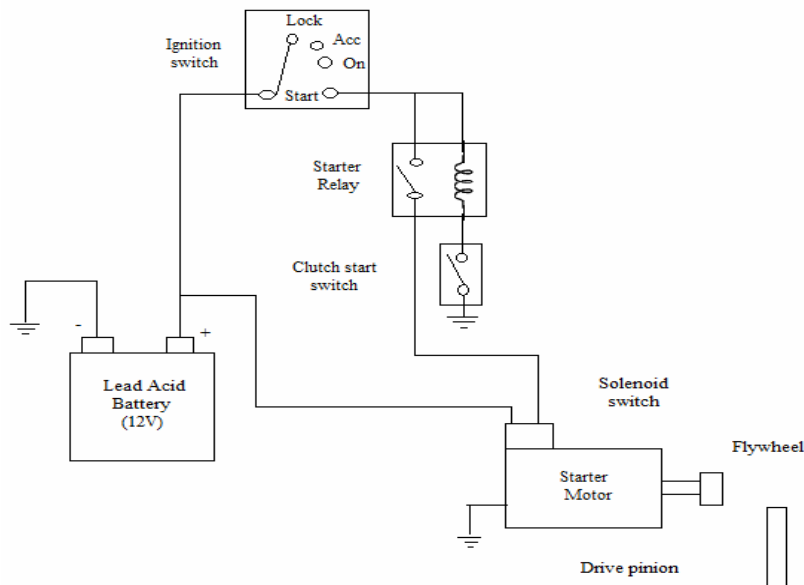 Lock
Ignition
switch
Acc
On
Start
Starter
Relay
Clutch start
switch
-
+
Lead Acid
Battery
(12V)
Solenoid
switch
Flywheel
Starter
Motor
Drive pinion